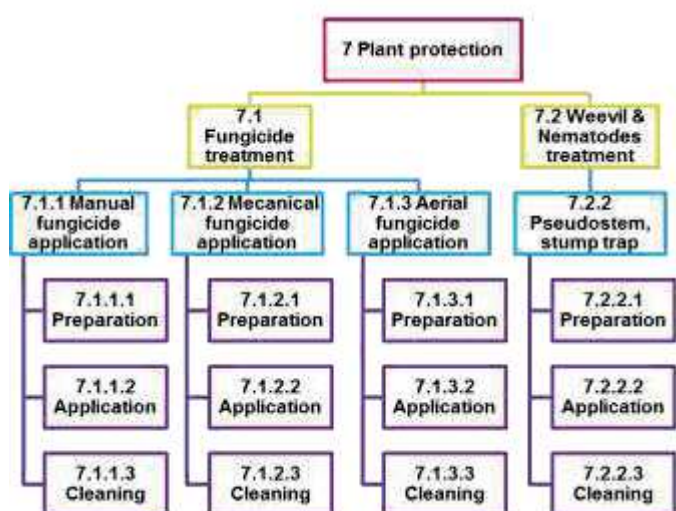 7 Plant protection
7.1
Fungicide
treatment
7.2 Weevil &
Nematodes
treatment
7.1.1 Manual
fungicide
application
7.1.2 Mecanical
fungicide
application
7.1.3 Aerial
fungicide
application
7.2.2
Pseudostem,
stump trap
7.1.1.1
Preparation
7.1.2.1
Preparation
7.1.3.1
Preparation
7.2.2.1
Preparation
7.1.1.2
Application
7.1.2.2
Application
7.1.3.2
Application
7.2.2.2
Application
7.1.1.3
Cleaning
7.1.2.3
Cleaning
7.1.3.3
Cleaning
7.2.2.3
Cleaning